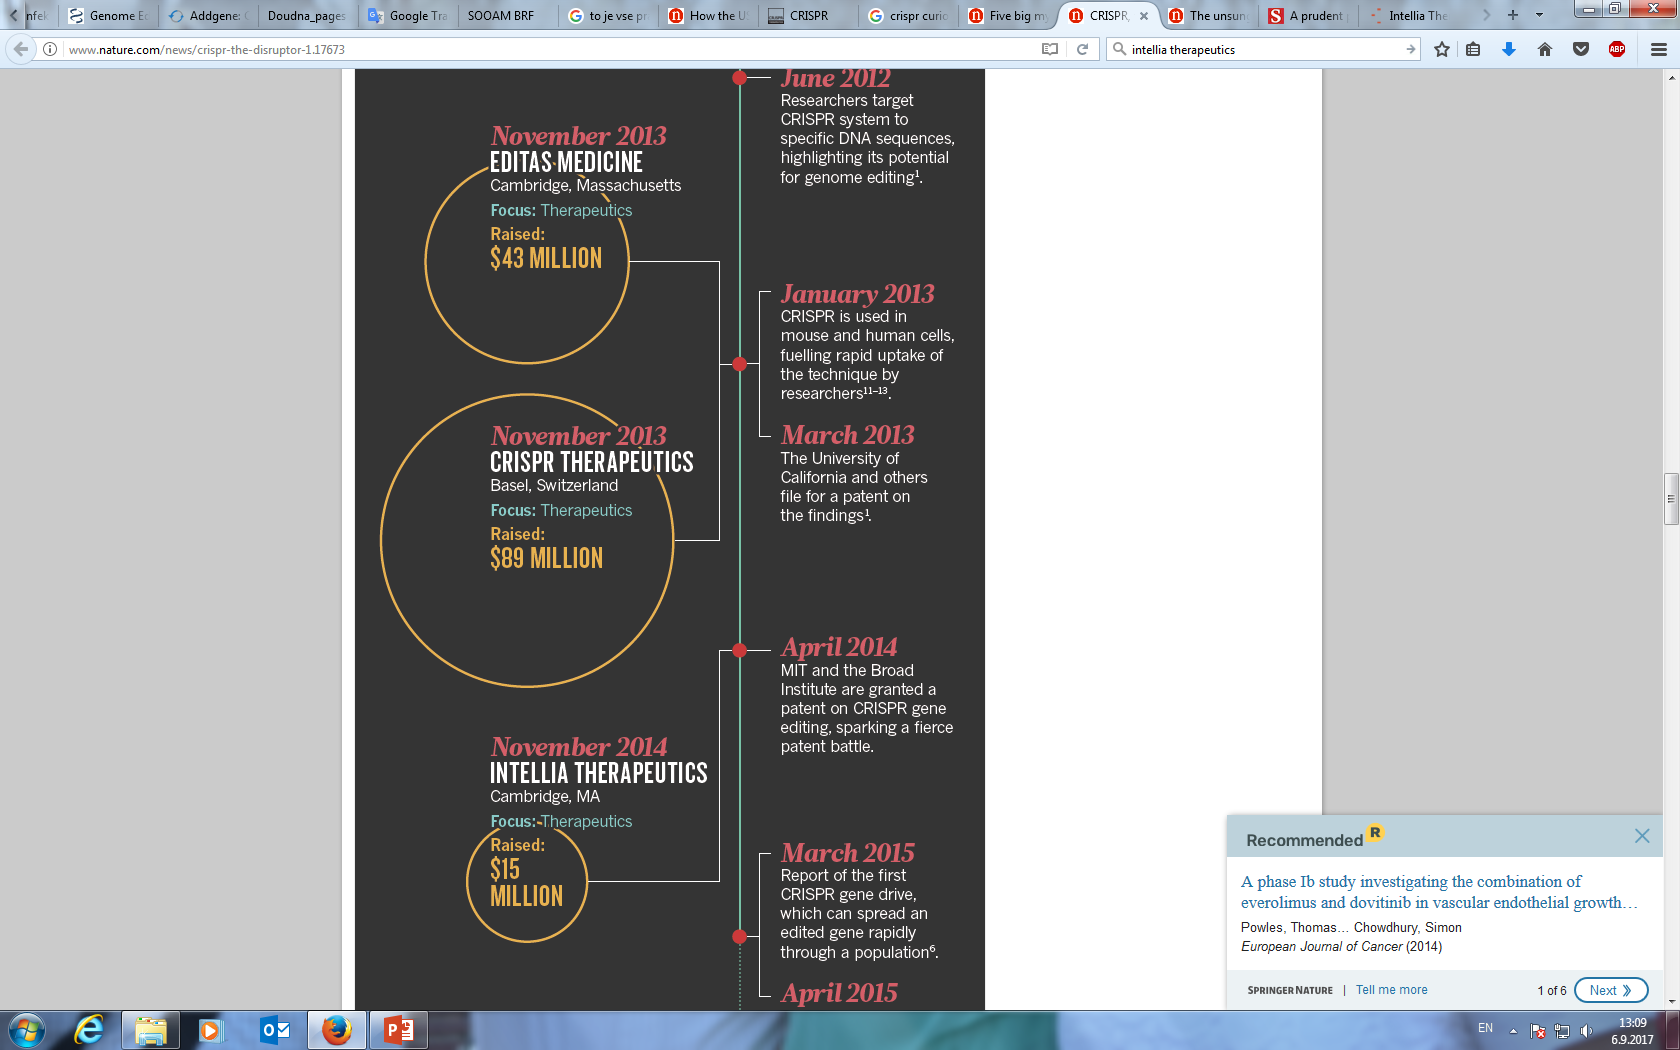 nfek
Genome E
Addgene: 
Doudna_pages
Google Tra
SOOAM BRF
to je vse pr
How the U
CRISPR
crispr curio
Five big my
CRISPR,
The unsun
A prudent
Intellia The
www.nature.com/news/crispr-the-disruptor-1.17673
intellia therapeutics
ABP
November 2013
EDITAS MEDICINE
Cambridge, Massachusetts
Focus: Therapeutics
Raised:
$43 MILLION
November 2013
CRISPR THERAPEUTICS
Basel, Switzerland
Focus: Therapeutics
Raised:
$89 MILLION
November 2014
INTELLIA THERAPEUTICS
Cambridge, MA
Focus: Therapeutics
Raised:
$15
MILLION
June 2012
Researchers target
CRISPR system to
specific DNA sequences,
highlighting its potential
for genome editing¹.
January 2013
CRISPR is used in
mouse and human cells,
fuelling rapid uptake of
the technique by
researchers¹¹⁻¹³.
March 2013
The University of
California and others
file for a patent on
the findings¹.
April 2014
MIT and the Broad
Institute are granted a
patent on CRISPR gene
editing, sparking a fierce
patent battle.
March 2015
Report of the first
CRISPR gene drive,
which can spread an
edited gene rapidly
through a population⁶.
April 2015
Recommended R
A phase Ib study investigating the combination of
everolimus and dovitinib in vascular endothelial growth…
Powles, Thomas… Chowdhury, Simon
European Journal of Cancer (2014)
SPRINGER NATURE | Tell me more
1 of 6
Next
EN
13:09
6.9.2017